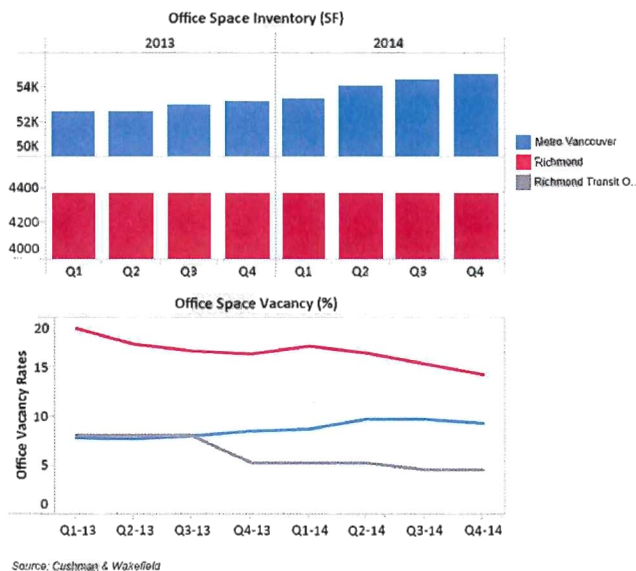 Office Space Inventory (SF)
2013 2014
54K
52K
50K
4400
4200
4000
Q1 Q2 Q3 Q4 Q1 Q2 Q3 Q4
Metro Vancouver
Richmond
Richmond Transit O..
Office Space Vacancy (%)
Office Vacancy Rates
20
15
10
5
0
Q1-13 Q2-13 Q3-13 Q4-13 Q1-14 Q2-14 Q3-14 Q4-14
Source: Cushman & Wakefield